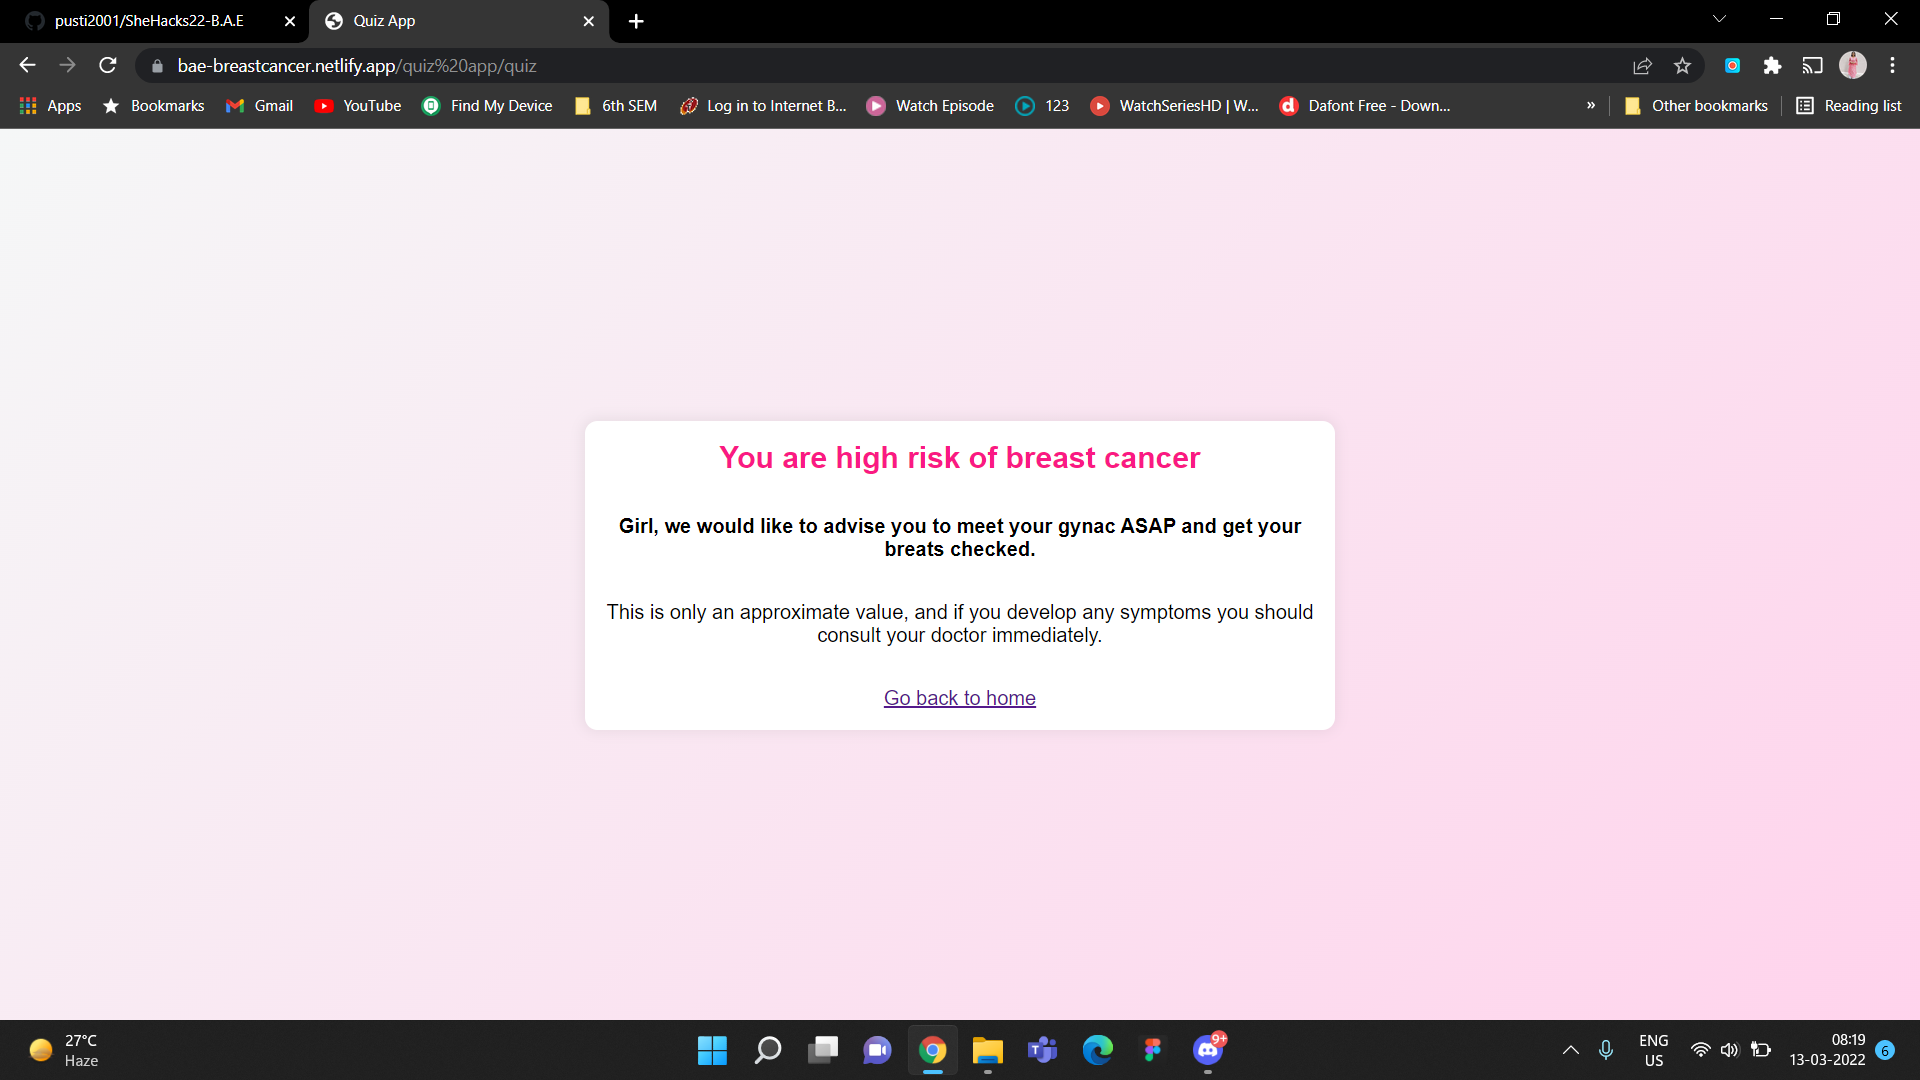 pusti2001/SheHacks22-B.A.E
Quiz App
bae-breastcancer.netlify.app/quiz%20app/quiz
Apps
Bookmarks
Gmail
YouTube
Find My Device
6th SEM
Log in to Internet B...
Watch Episode
123
WatchSeriesHD | W...
Dafont Free - Down...
»
Other bookmarks
Reading list
You are high risk of breast cancer
Girl, we would like to advise you to meet your gynac ASAP and get your
breats checked.
This is only an approximate value, and if you develop any symptoms you should
consult your doctor immediately.
Go back to home
27°C
Haze
9+
ENG
US
08:19
13-03-2022
6